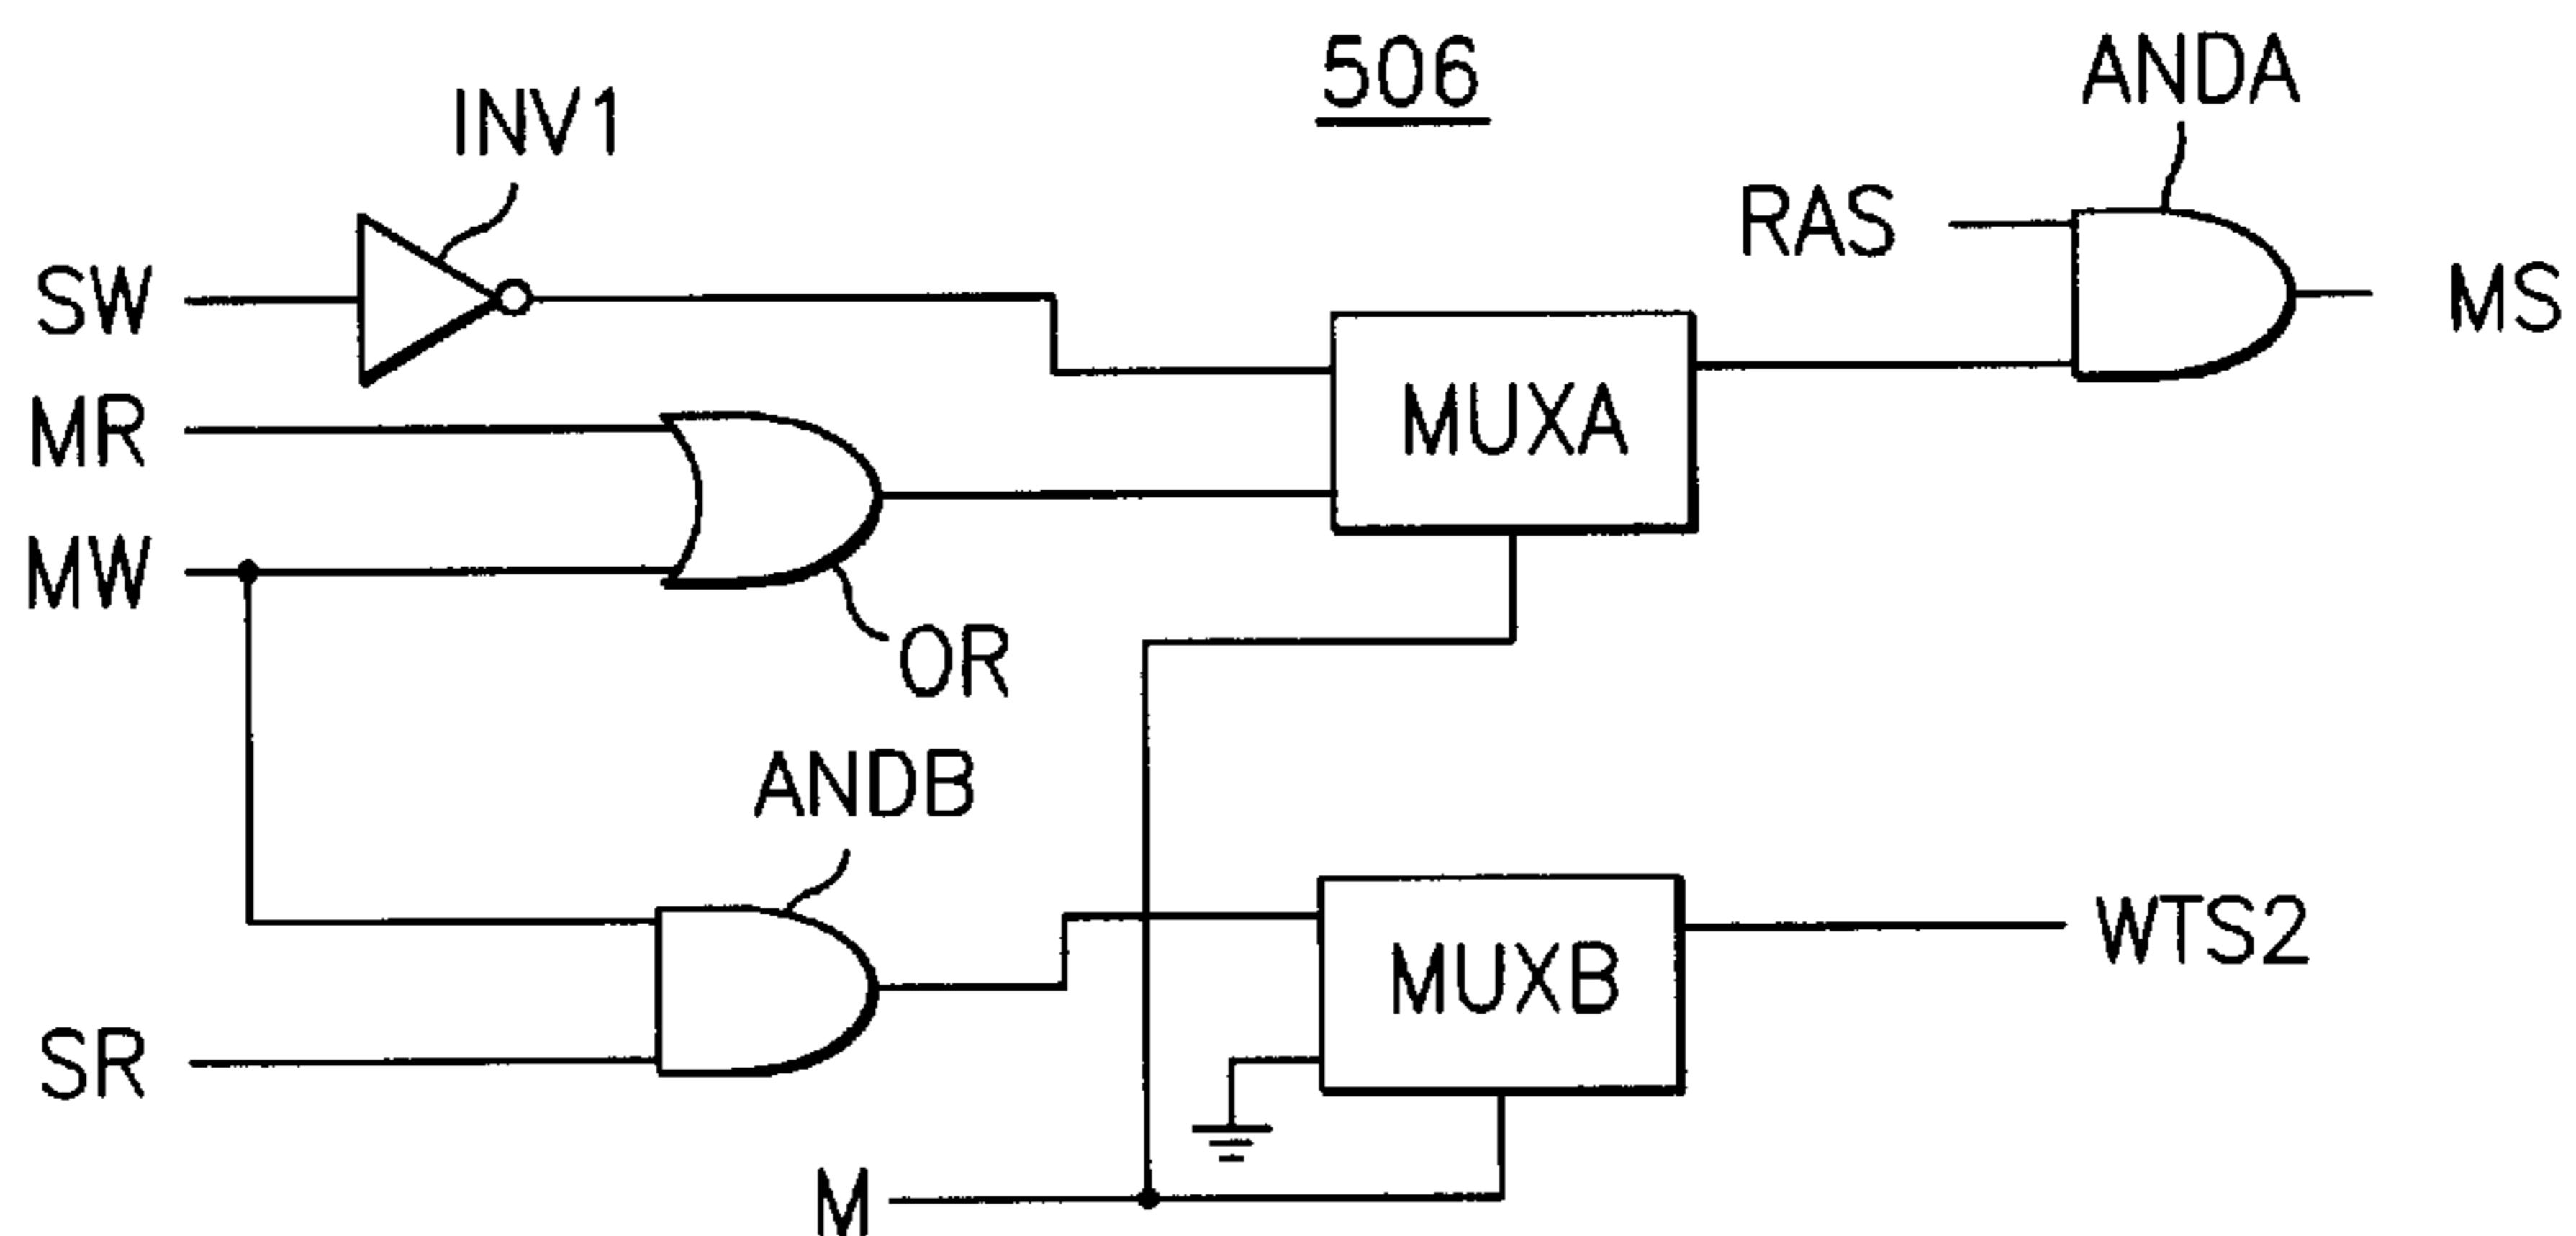 506
ANDA
INV1
RAS
SW
MS
MR
MUXA
MW
OR
ANDB
WTS2
MUXB
SR
M